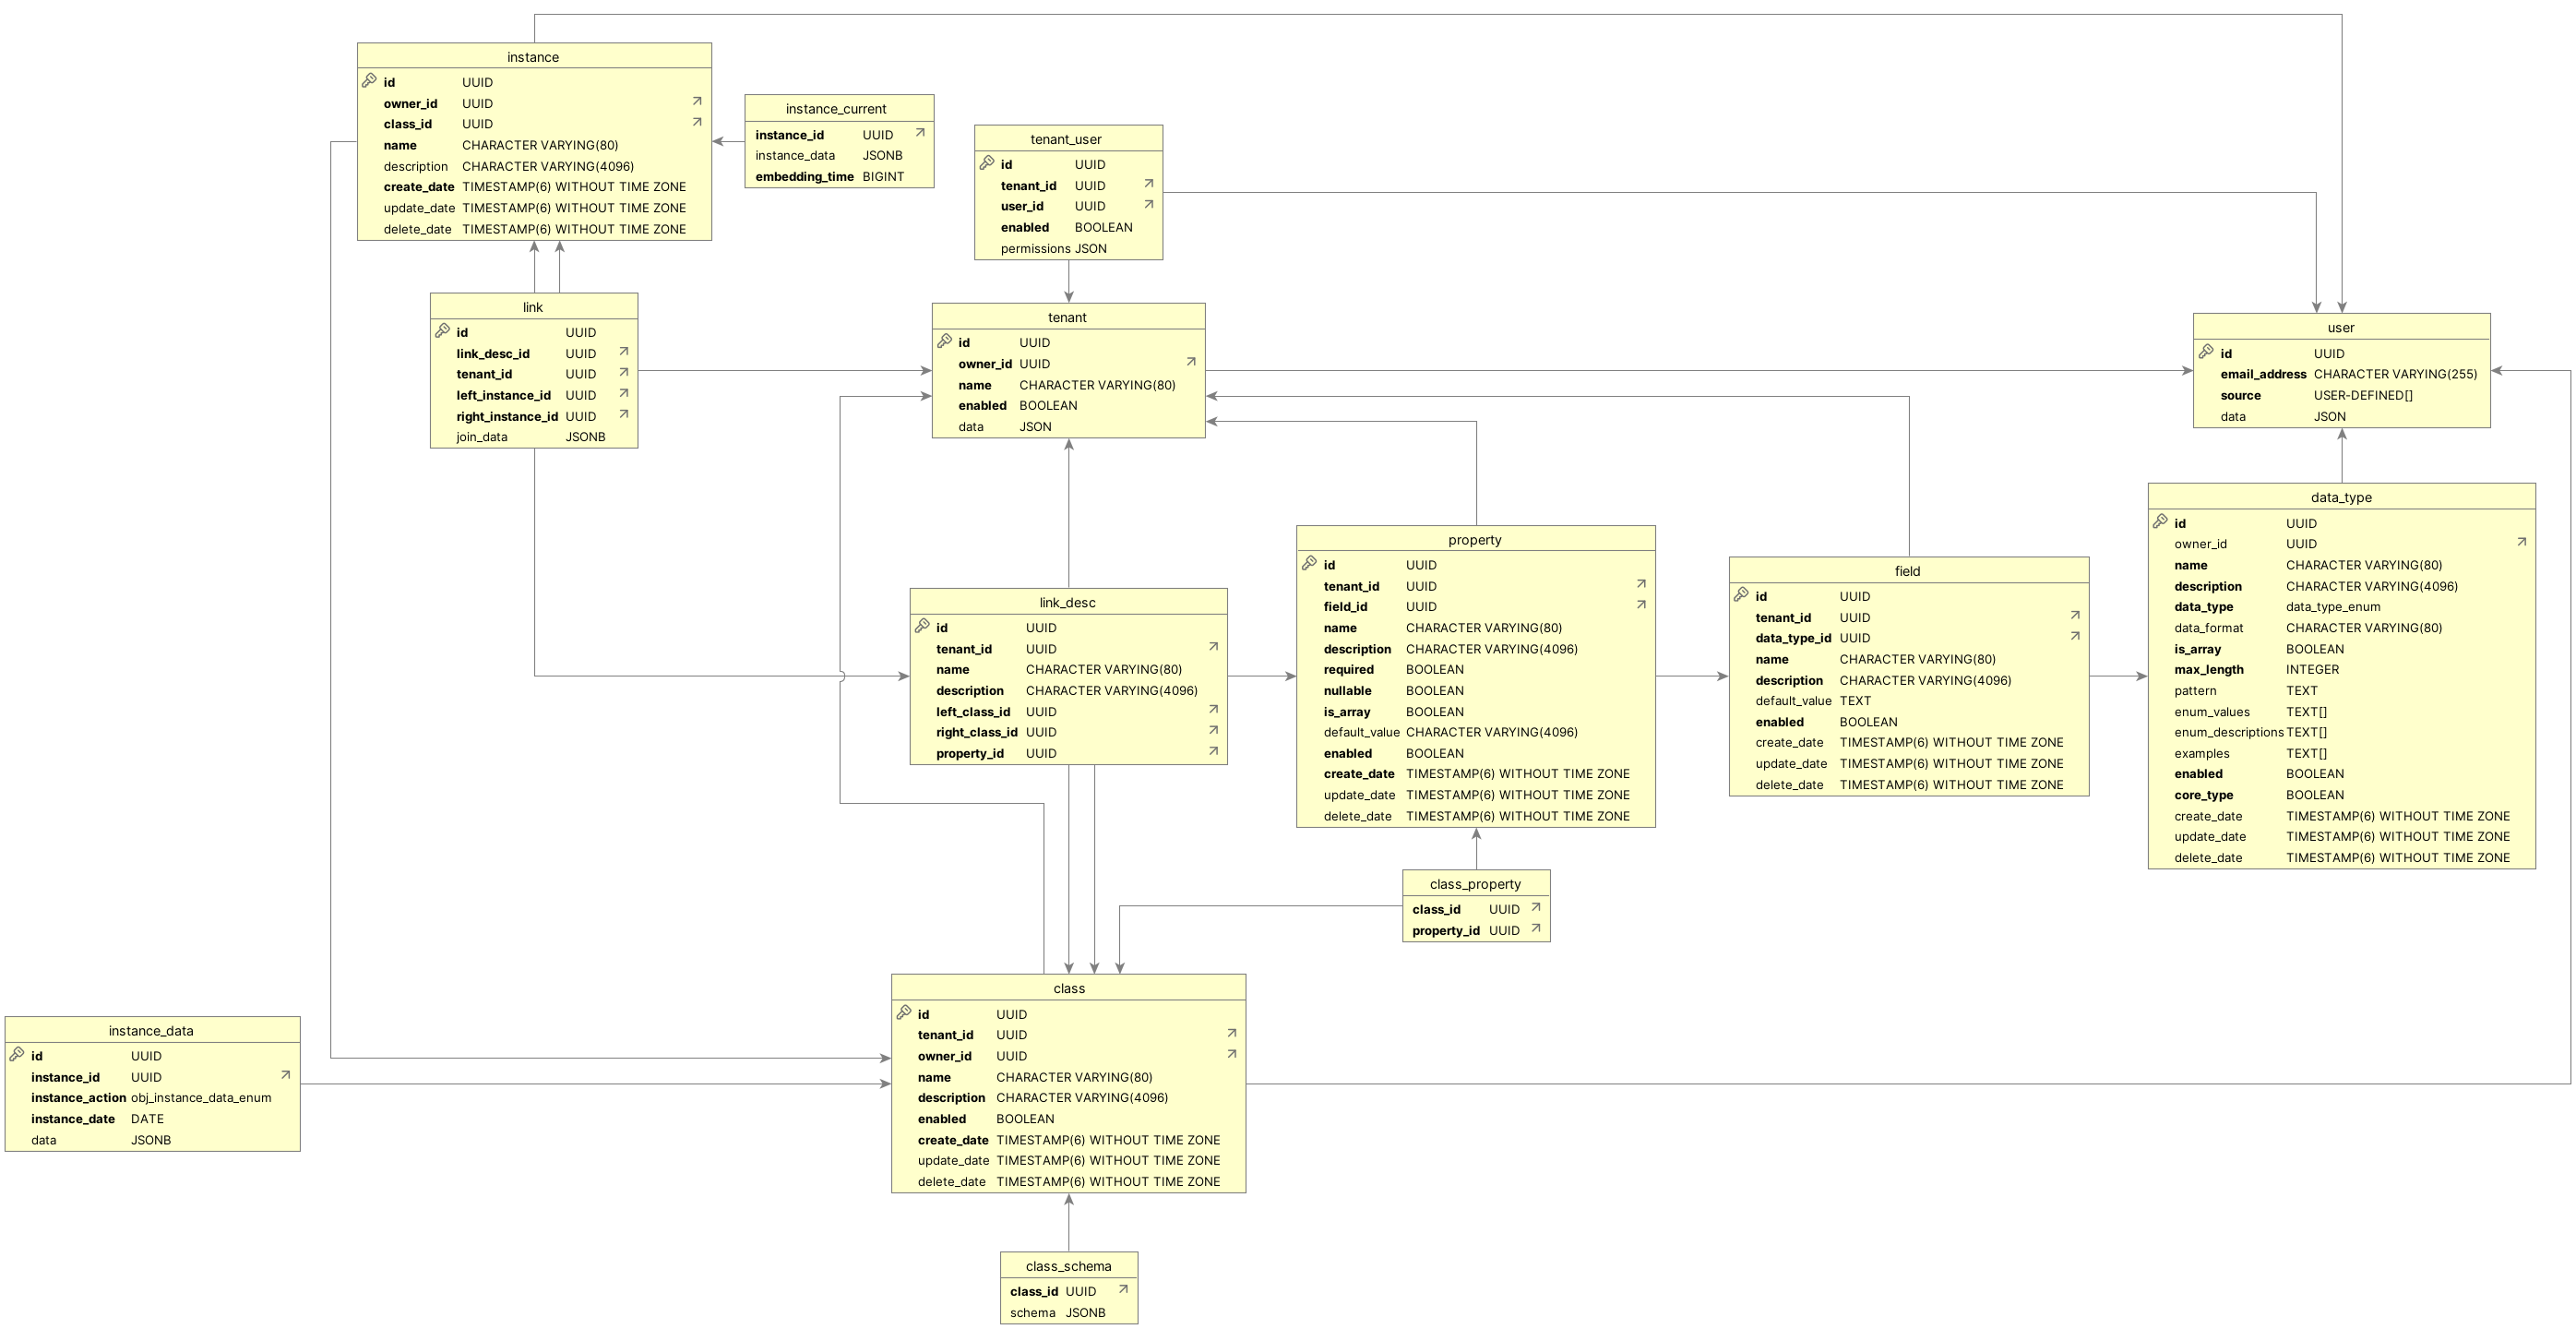 instance
id UUID
owner_id UUID
class_id UUID
name CHARACTER VARYING(80)
description CHARACTER VARYING(4096)
create_date TIMESTAMP(6) WITHOUT TIME ZONE
update_date TIMESTAMP(6) WITHOUT TIME ZONE
delete_date TIMESTAMP(6) WITHOUT TIME ZONE
instance_current
instance_id UUID
instance_data JSONB
embedding_time BIGINT
tenant_user
id UUID
tenant_id UUID
user_id UUID
enabled BOOLEAN
permissions JSON
link
id UUID
link_desc_id UUID
tenant_id UUID
left_instance_id UUID
right_instance_id UUID
join_data JSONB
tenant
id UUID
owner_id UUID
name CHARACTER VARYING(80)
enabled BOOLEAN
data JSON
user
id UUID
email_address CHARACTER VARYING(255)
source USER-DEFINED[]
data JSON
data_type
id UUID
owner_id UUID
name CHARACTER VARYING(80)
description CHARACTER VARYING(4096)
data_type data_type_enum
data_format CHARACTER VARYING(80)
is_array BOOLEAN
max_length INTEGER
pattern TEXT
enum_values TEXT[]
enum_descriptions TEXT[]
examples TEXT[]
enabled BOOLEAN
core_type BOOLEAN
create_date TIMESTAMP(6) WITHOUT TIME ZONE
update_date TIMESTAMP(6) WITHOUT TIME ZONE
delete_date TIMESTAMP(6) WITHOUT TIME ZONE
property
id UUID
tenant_id UUID
field_id UUID
name CHARACTER VARYING(80)
description CHARACTER VARYING(4096)
required BOOLEAN
nullable BOOLEAN
is_array BOOLEAN
default_value CHARACTER VARYING(4096)
enabled BOOLEAN
create_date TIMESTAMP(6) WITHOUT TIME ZONE
update_date TIMESTAMP(6) WITHOUT TIME ZONE
delete_date TIMESTAMP(6) WITHOUT TIME ZONE
field
id UUID
tenant_id UUID
data_type_id UUID
name CHARACTER VARYING(80)
description CHARACTER VARYING(4096)
default_value TEXT
enabled BOOLEAN
create_date TIMESTAMP(6) WITHOUT TIME ZONE
update_date TIMESTAMP(6) WITHOUT TIME ZONE
delete_date TIMESTAMP(6) WITHOUT TIME ZONE
link_desc
id UUID
tenant_id UUID
name CHARACTER VARYING(80)
description CHARACTER VARYING(4096)
left_class_id UUID
right_class_id UUID
property_id UUID
class_property
class_id UUID
property_id UUID
class
id UUID
tenant_id UUID
owner_id UUID
name CHARACTER VARYING(80)
description CHARACTER VARYING(4096)
enabled BOOLEAN
create_date TIMESTAMP(6) WITHOUT TIME ZONE
update_date TIMESTAMP(6) WITHOUT TIME ZONE
delete_date TIMESTAMP(6) WITHOUT TIME ZONE
instance_data
id UUID
instance_id UUID
instance_action obj_instance_data_enum
instance_date DATE
data JSONB
class_schema
class_id UUID
schema JSONB